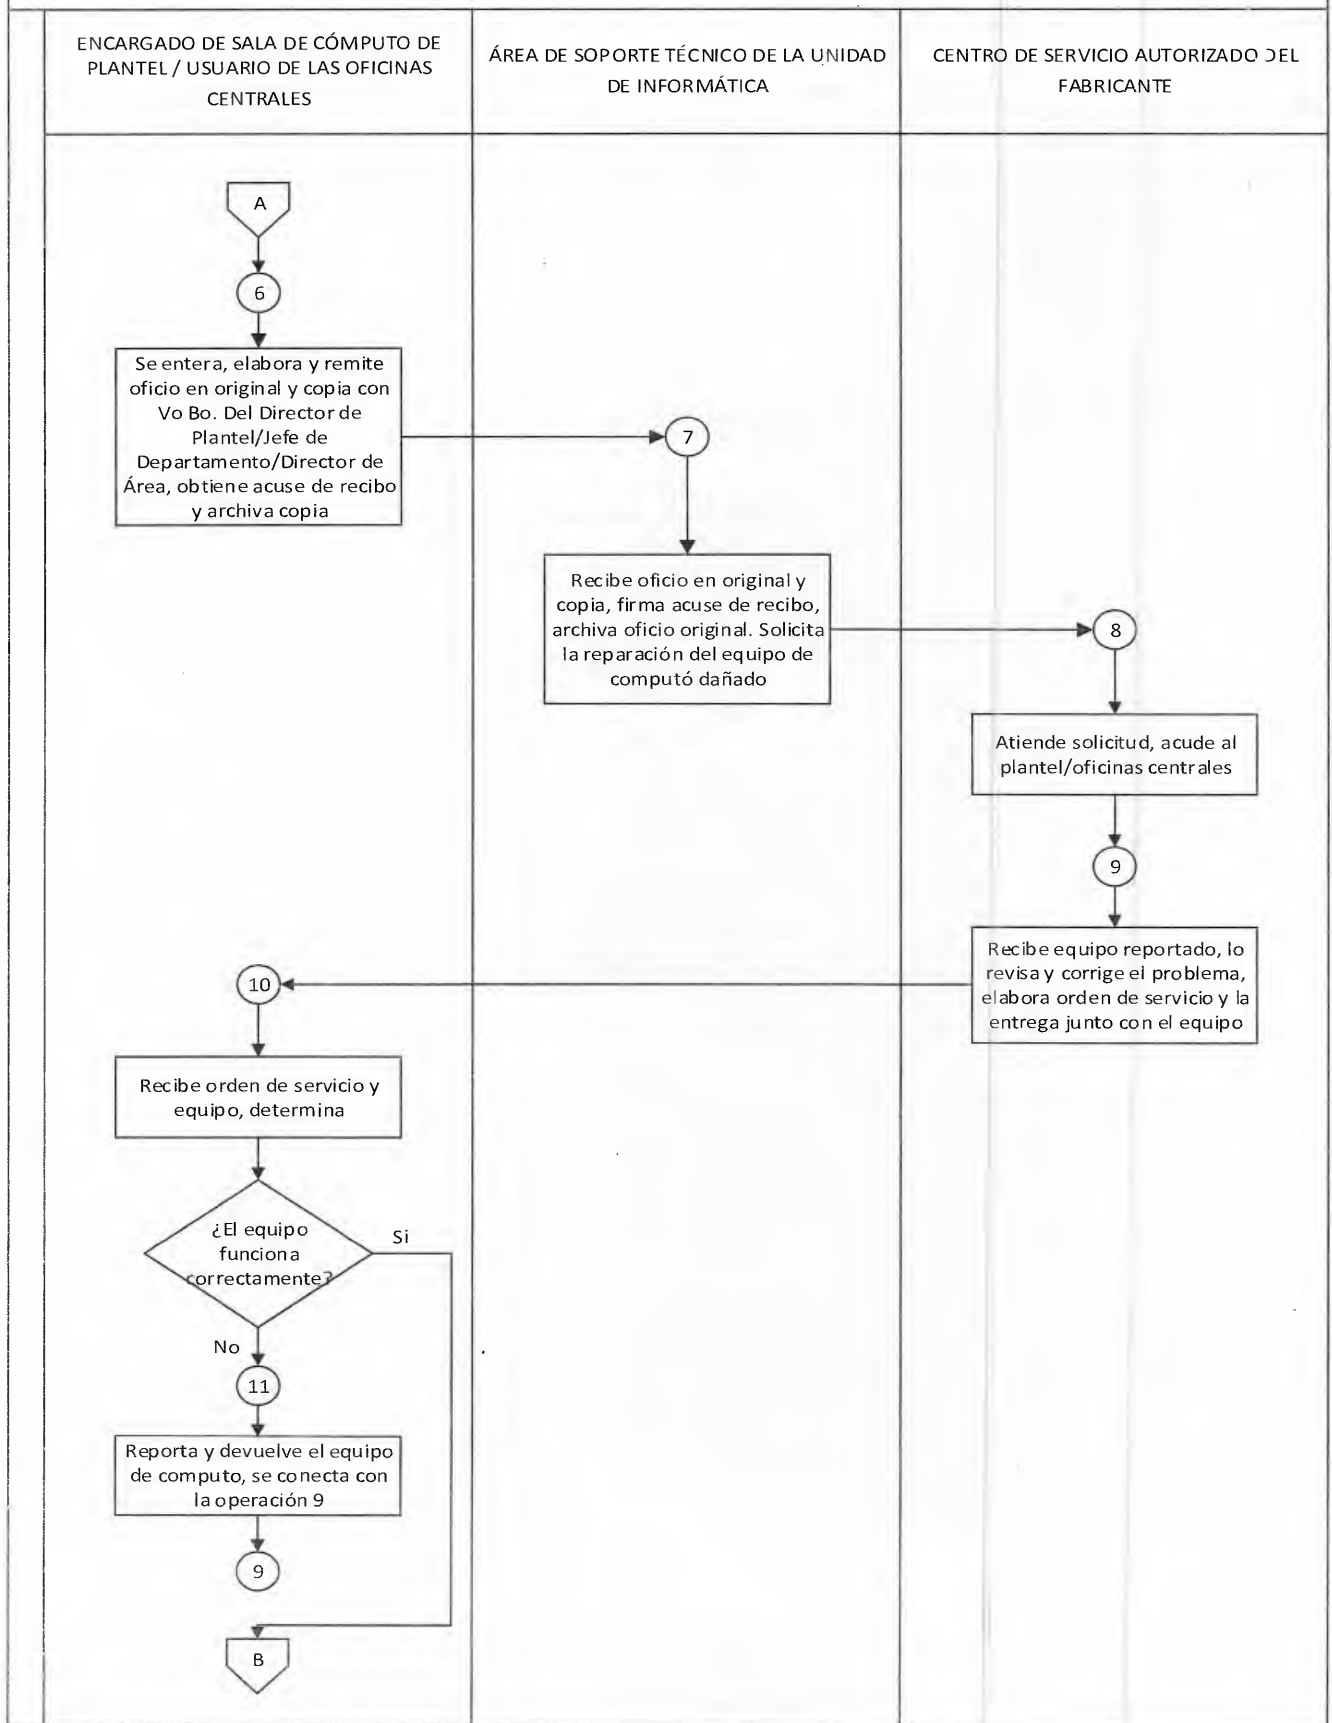 ENCARGADO DE SALA DE CÓMPUTO DE
PLANTEL / USUARIO DE LAS OFICINAS
CENTRALES
ÁREA DE SOPORTE TÉCNICO DE LA UNIDAD
DE INFORMÁTICA
CENTRO DE SERVICIO AUTORIZADO DEL
FABRICANTE
A
6
Se entera, elabora y remite
oficio en original y copia con
Vo Bo. Del Director de
Plantel/Jefe de
Departamento/Director de
Área, obtiene acuse de recibo
y archiva copia
7
Recibe oficio en original y
copia, firma acuse de recibo,
archiva oficio original. Solicita
la reparación del equipo de
computó dañado
8
Atiende solicitud, acude al
plantel/oficinas centrales
9
Recibe equipo reportado, lo
revisa y corrige el problema,
elabora orden de servicio y la
entrega junto con el equipo
10
Recibe orden de servicio y
equipo, determina
¿El equipo
funciona
correctamente?
Si
No
11
Reporta y devuelve el equipo
de computo, se conecta con
la operación 9
9
B